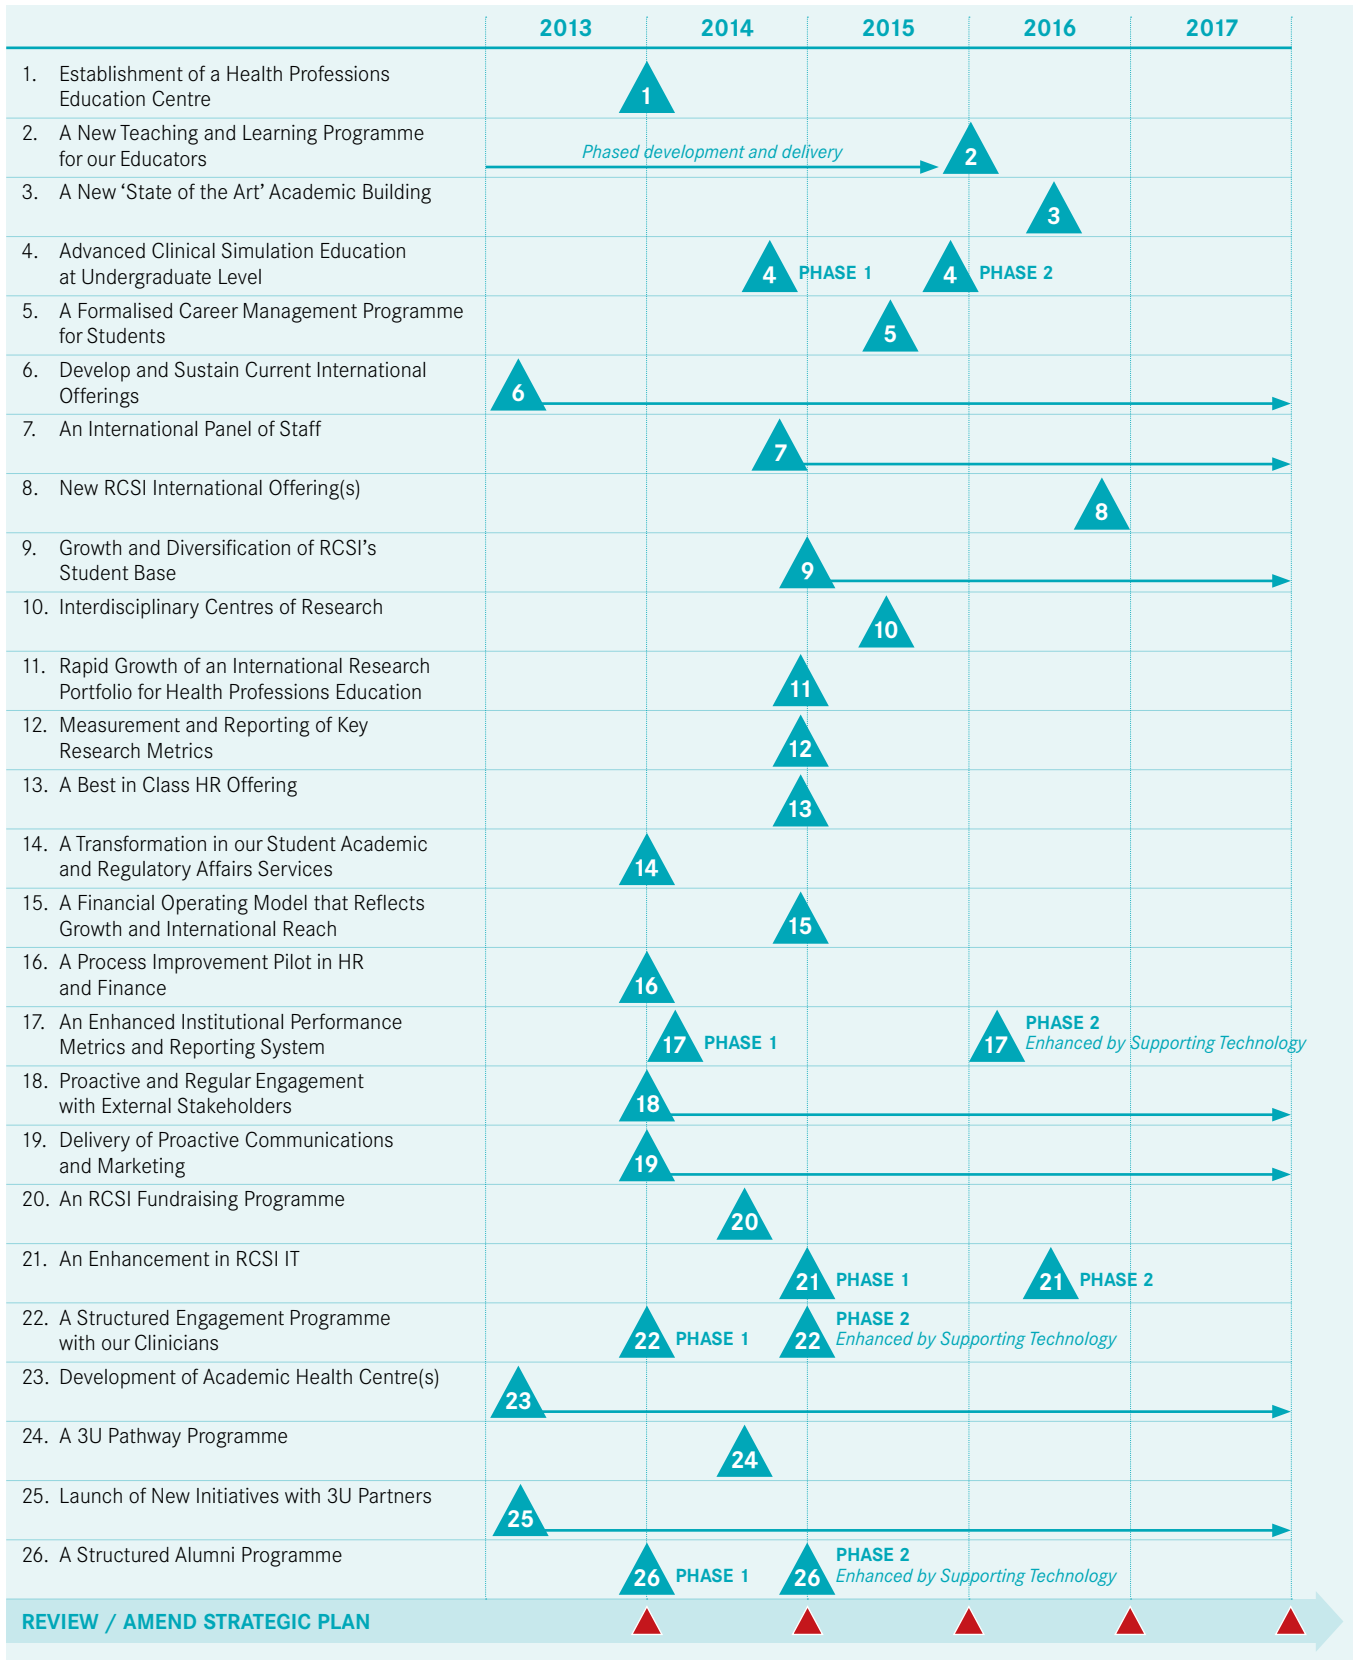 2013 2014 2015 2016 2017
1. Establishment of a Health Professions
Education Centre
1
2. A New Teaching and Learning Programme
for our Educators
Phased development and delivery
2
3. A New ‘State of the Art’ Academic Building
3
4. Advanced Clinical Simulation Education
at Undergraduate Level
4 PHASE 1 4 PHASE 2
5. A Formalised Career Management Programme
for Students
5
6. Develop and Sustain Current International
Offerings
6
7. An International Panel of Staff
7
8. New RCSI International Offering(s)
8
9. Growth and Diversification of RCSI’s
Student Base
9
10. Interdisciplinary Centres of Research
10
11. Rapid Growth of an International Research
Portfolio for Health Professions Education
11
12. Measurement and Reporting of Key
Research Metrics
12
13. A Best in Class HR Offering
13
14. A Transformation in our Student Academic
and Regulatory Affairs Services
14
15. A Financial Operating Model that Reflects
Growth and International Reach
15
16. A Process Improvement Pilot in HR
and Finance
16
17. An Enhanced Institutional Performance
Metrics and Reporting System
17 PHASE 1
PHASE 2
17 Enhanced by Supporting Technology
18. Proactive and Regular Engagement
with External Stakeholders
18
19. Delivery of Proactive Communications
and Marketing
19
20. An RCSI Fundraising Programme
20
21. An Enhancement in RCSI IT
21 PHASE 1 21 PHASE 2
22. A Structured Engagement Programme
with our Clinicians
22 PHASE 1
PHASE 2
22 Enhanced by Supporting Technology
23. Development of Academic Health Centre(s)
23
24. A 3U Pathway Programme
24
25. Launch of New Initiatives with 3U Partners
25
26. A Structured Alumni Programme
26 PHASE 1
PHASE 2
26 Enhanced by Supporting Technology
REVIEW / AMEND STRATEGIC PLAN